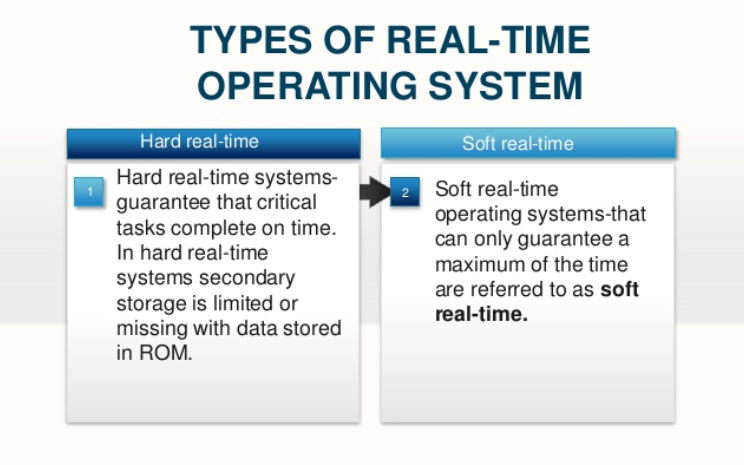 TYPES OF REAL-TIME
OPERATING SYSTEM
Hard real-time
1
Hard real-time systems-
guarantee that critical
tasks complete on time.
In hard real-time
systems secondary
storage is limited or
missing with data stored
in ROM.
Soft real-time
2
Soft real-time
operating systems-that
can only guarantee a
maximum of the time
are referred to as soft
real-time.